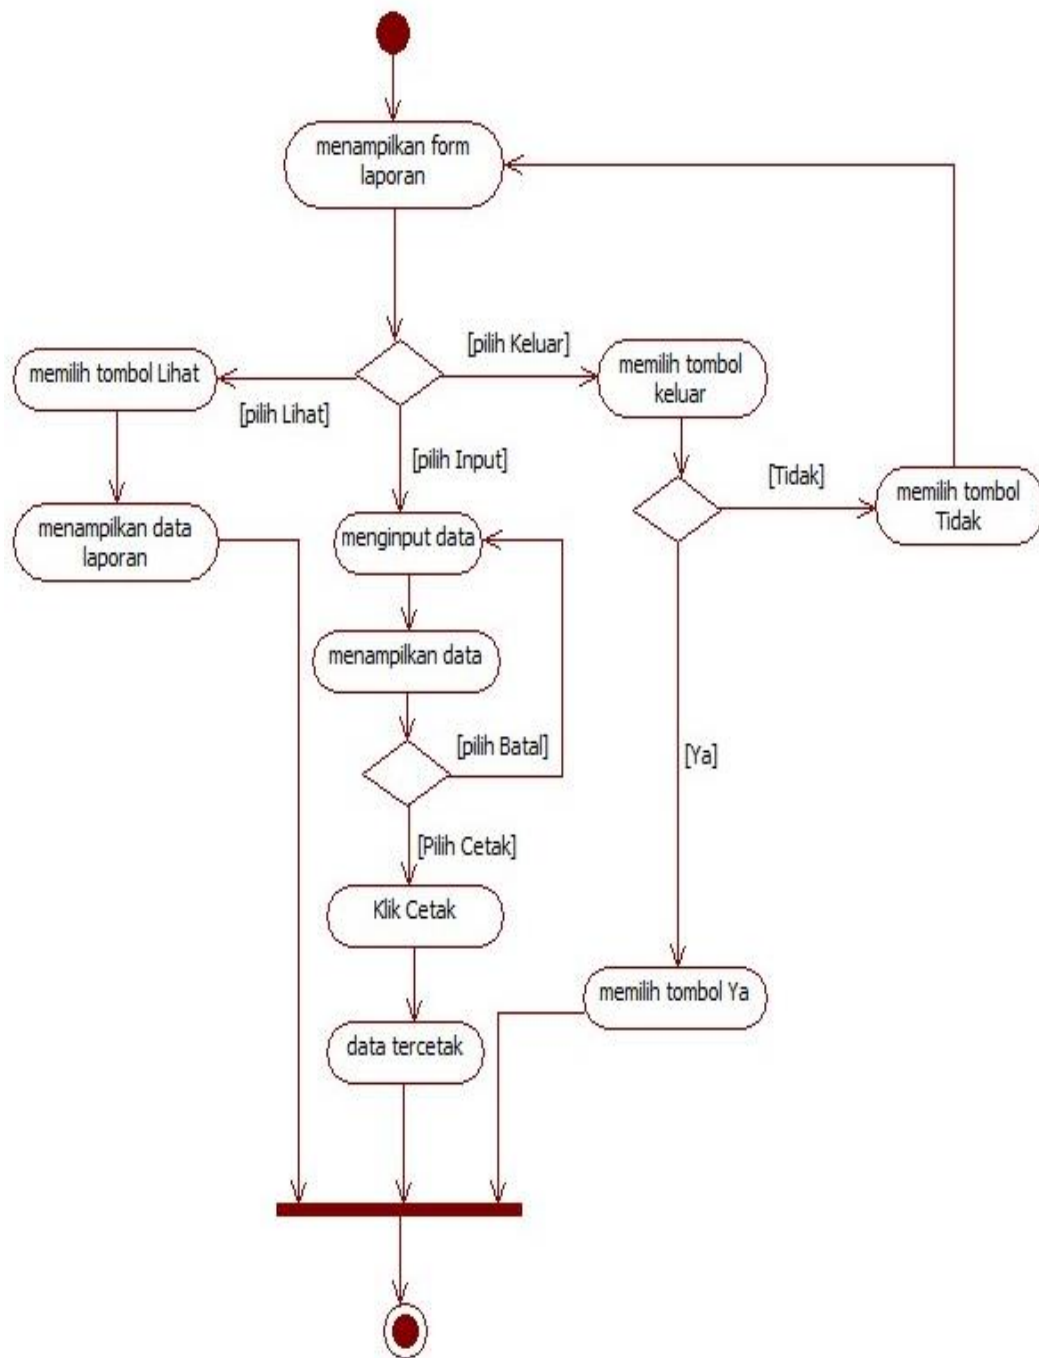 menampilkan form
laporan
[pilih Keluar]
memilih tombol Lihat
memilih tombol
keluar
[pilih Lihat]
[pilih Input]
[Tidak]
memilih tombol
Tidak
menampilkan data
laporan
menginput data
menampilkan data
[pilih Batal]
[Ya]
[Pilih Cetak]
Klik Cetak
memilih tombol Ya
data tercetak